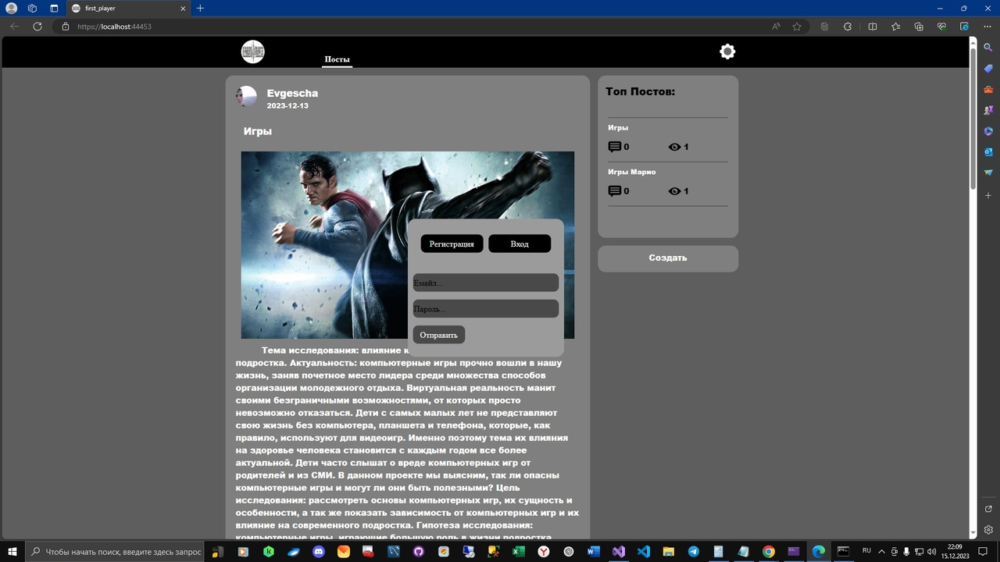 first_player
https://localhost:44453
Посты
Evgescha
2023-12-13
Игры
Регистрация
Вход
Емайл...
Пароль...
Отправить
Тема исследования: влияние к
подростка. Актуальность: компьютерные игры прочно вошли в нашу
жизнь, заняв почетное место лидера среди множества способов
организации молодежного отдыха. Виртуальная реальность манит
своими безграничными возможностями, от которых просто
невозможно отказаться. Дети с самых малых лет не представляют
свою жизнь без компьютера, планшета и телефона, которые, как
правило, используют для видеоигр. Именно поэтому тема их влияния
на здоровье человека становится с каждым годом все более
актуальной. Дети часто слышат о вреде компьютерных игр от
родителей и из СМИ. В данном проекте мы выясним, так ли опасны
компьютерные игры и могут ли они быть полезными? Цель
исследования: рассмотреть основы компьютерных игр, их сущность и
особенности, а так же показать зависимость от компьютерных игр и их
влияние на современного подростка. Гипотеза исследования:
компьютерные игры, играющие большую роль в жизни подростка
Топ Постов:
Игры
0 1
Игры Марио
0 1
Создать
Чтобы начать поиск, введите здесь запрос
RU
22:09
15.12.2023